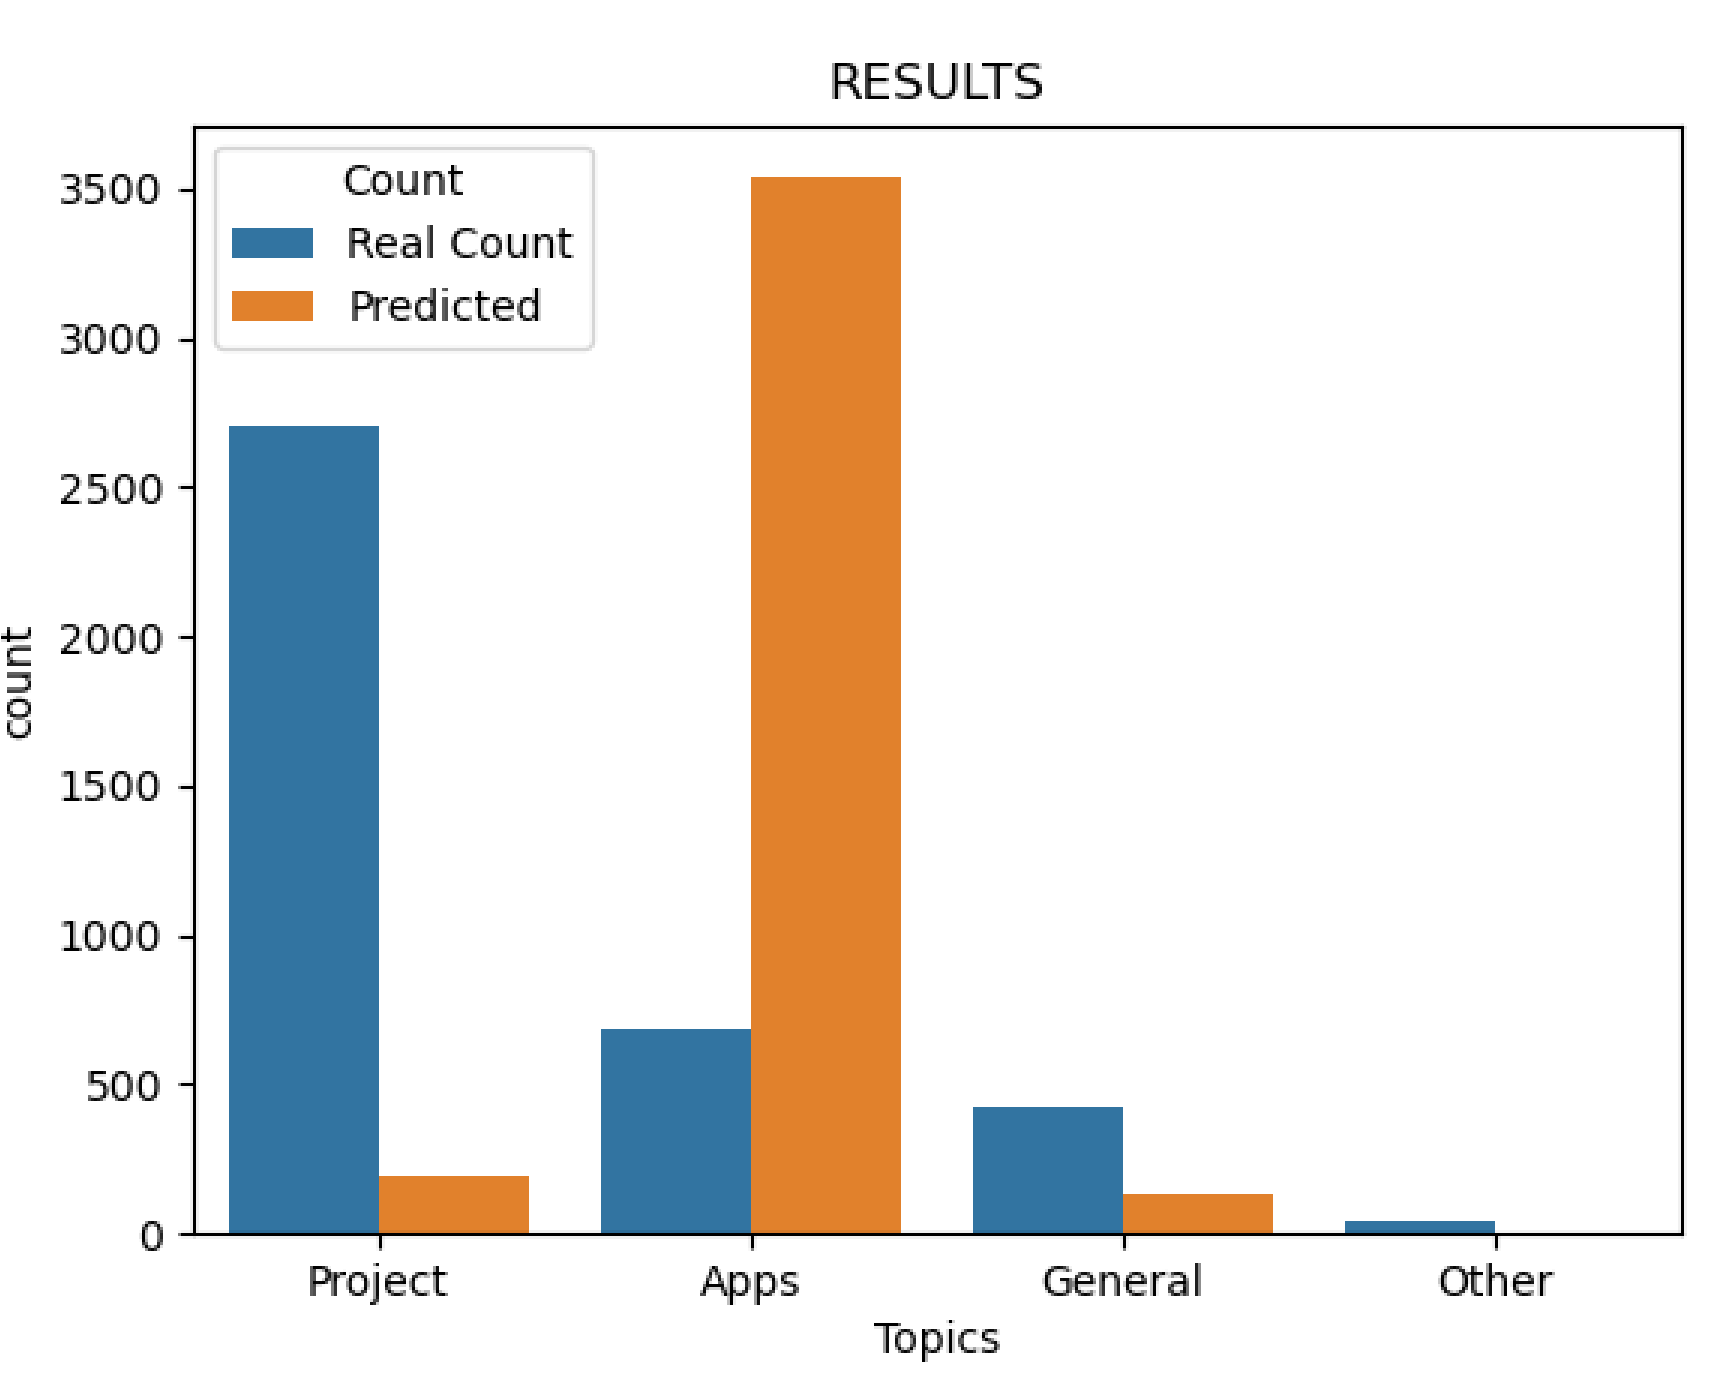 RESULTS
Count
Real Count
Predicted
3500
3000
2500
2000
1500
1000
500
0
count
Project
Apps
General
Other
Topics